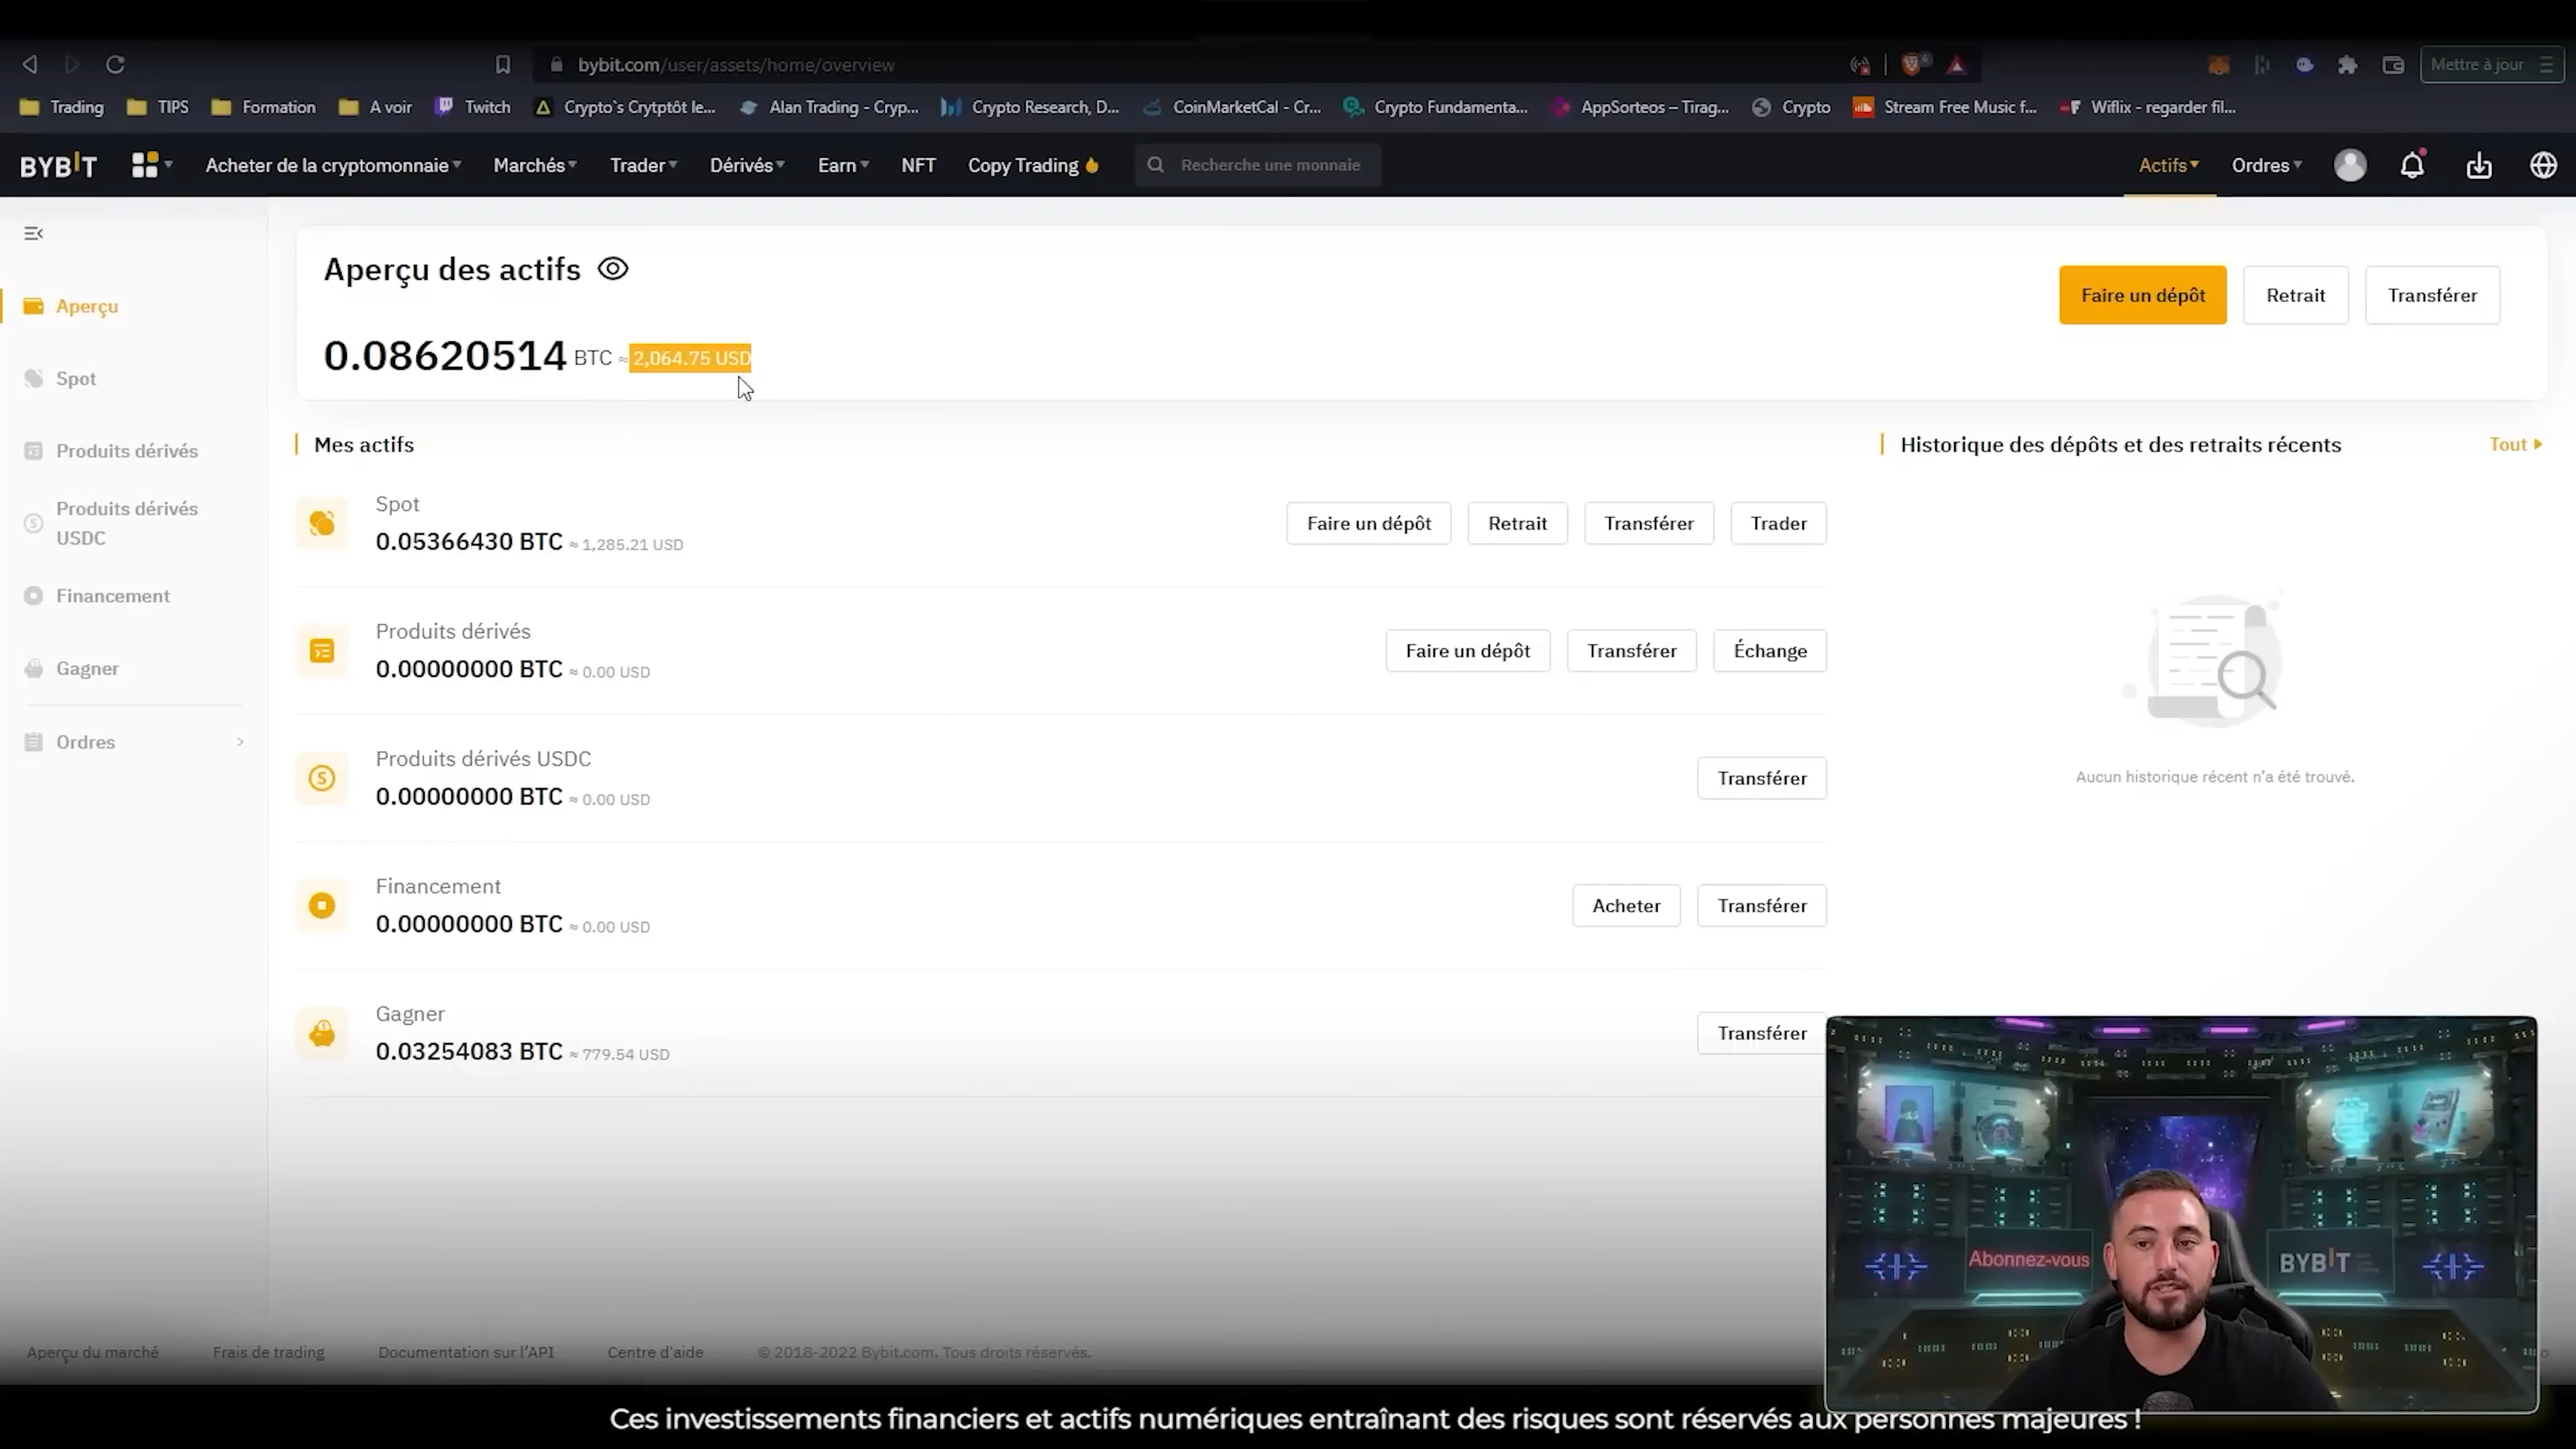 bybit.com/user/assets/home/overview
Mettre à jour
Trading
TIPS
Formation
A voir
Twitch
Crypto`s Crytptôt le...
Alan Trading - Cryp...
Crypto Research, D...
CoinMarketCal - Cr...
Crypto Fundamenta...
AppSorteos – Tirag...
Crypto
Stream Free Music f...
Wiflix - regarder fil...
BYBIT
Acheter de la cryptomonnaie
Marchés
Trader
Dérivés
Earn
NFT
Copy Trading
Recherche une monnaie
Actifs
Ordres
Aperçu
Spot
Produits dérivés
Produits dérivés
USDC
Financement
Gagner
Ordres
Aperçu des actifs
0.08620514 BTC ≈ 2,064.75 USD
Faire un dépôt
Retrait
Transférer
Mes actifs
Spot
0.05366430 BTC ≈ 1,285.21 USD
Faire un dépôt
Retrait
Transférer
Trader
Produits dérivés
0.00000000 BTC ≈ 0.00 USD
Faire un dépôt
Transférer
Échange
Produits dérivés USDC
0.00000000 BTC ≈ 0.00 USD
Transférer
Financement
0.00000000 BTC ≈ 0.00 USD
Acheter
Transférer
Gagner
0.03254083 BTC ≈ 779.54 USD
Transférer
Historique des dépôts et des retraits récents
Tout
Aucun historique récent n’a été trouvé.
Abonnez-vous
BYBIT
Aperçu du marché
Frais de trading
Documentation sur l’API
Centre d'aide
© 2018-2022 Bybit.com. Tous droits réservés.
Ces investissements financiers et actifs numériques entraînant des risques sont réservés aux personnes majeures !